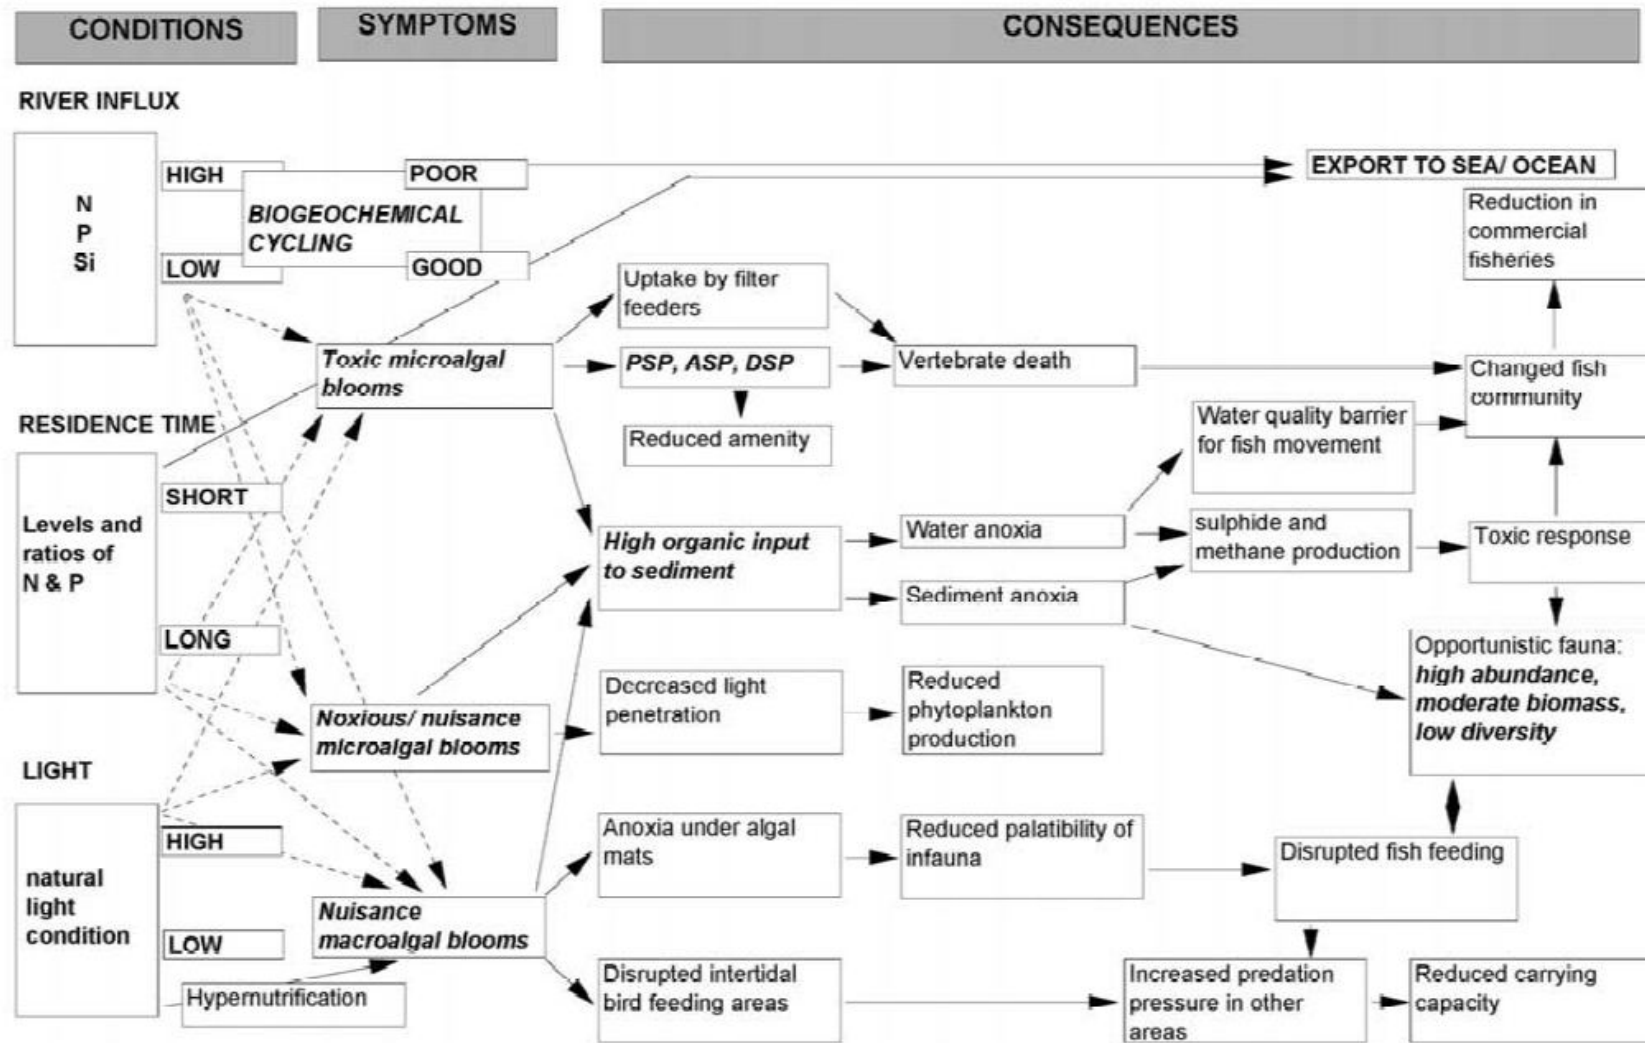 CONDITIONS
SYMPTOMS
CONSEQUENCES
RIVER INFLUX
N
P
Si
HIGH
LOW
BIOGEOCHEMICAL
CYCLING
POOR
GOOD
EXPORT TO SEA/ OCEAN
Reduction in
commercial
fisheries
Uptake by filter
feeders
Toxic microalgal
blooms
PSP, ASP, DSP
Vertebrate death
Changed fish
community
Reduced amenity
Water quality barrier
for fish movement
RESIDENCE TIME
Levels and
ratios of
N & P
SHORT
LONG
High organic input
to sediment
Water anoxia
Sediment anoxia
sulphide and
methane production
Toxic response
Opportunistic fauna:
high abundance,
moderate biomass,
low diversity
Noxious/ nuisance
microalgal blooms
Decreased light
penetration
Reduced
phytoplankton
production
LIGHT
natural
light
condition
HIGH
LOW
Hypernutrification
Nuisance
macroalgal blooms
Anoxia under algal
mats
Reduced palatibility of
infauna
Disrupted fish feeding
Disrupted intertidal
bird feeding areas
Increased predation
pressure in other
areas
Reduced carrying
capacity